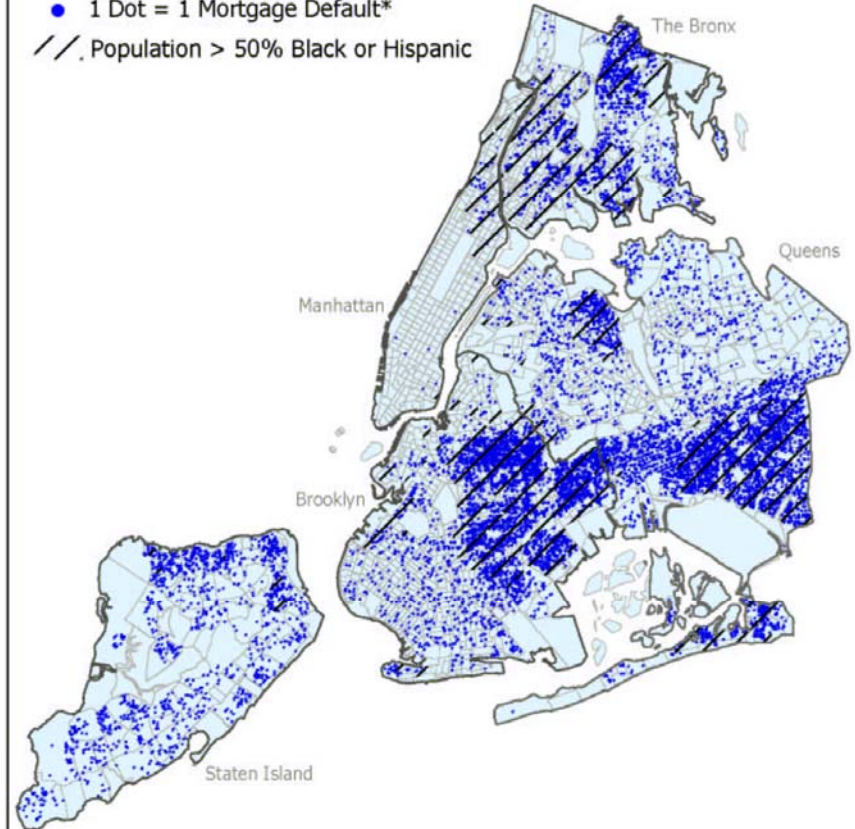 1 Dot = 1 Mortgage Default*
Population > 50% Black or Hispanic
The Bronx
Queens
Manhattan
Brooklyn
Staten Island